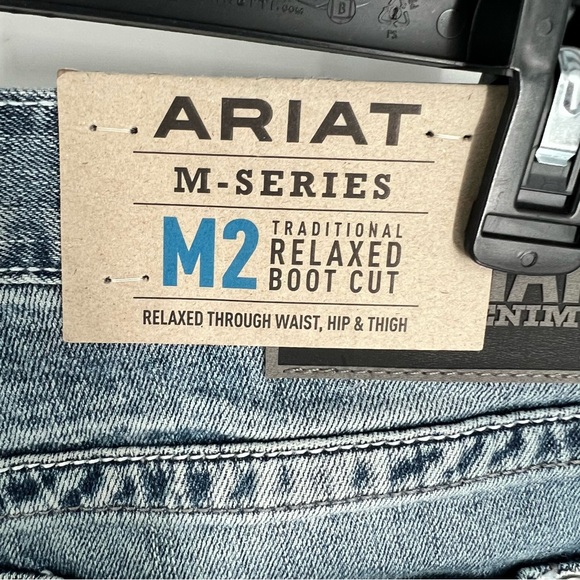 ARIAT
M-SERIES
M2 TRADITIONAL
RELAXED
BOOT CUT
RELAXED THROUGH WAIST, HIP & THIGH
B